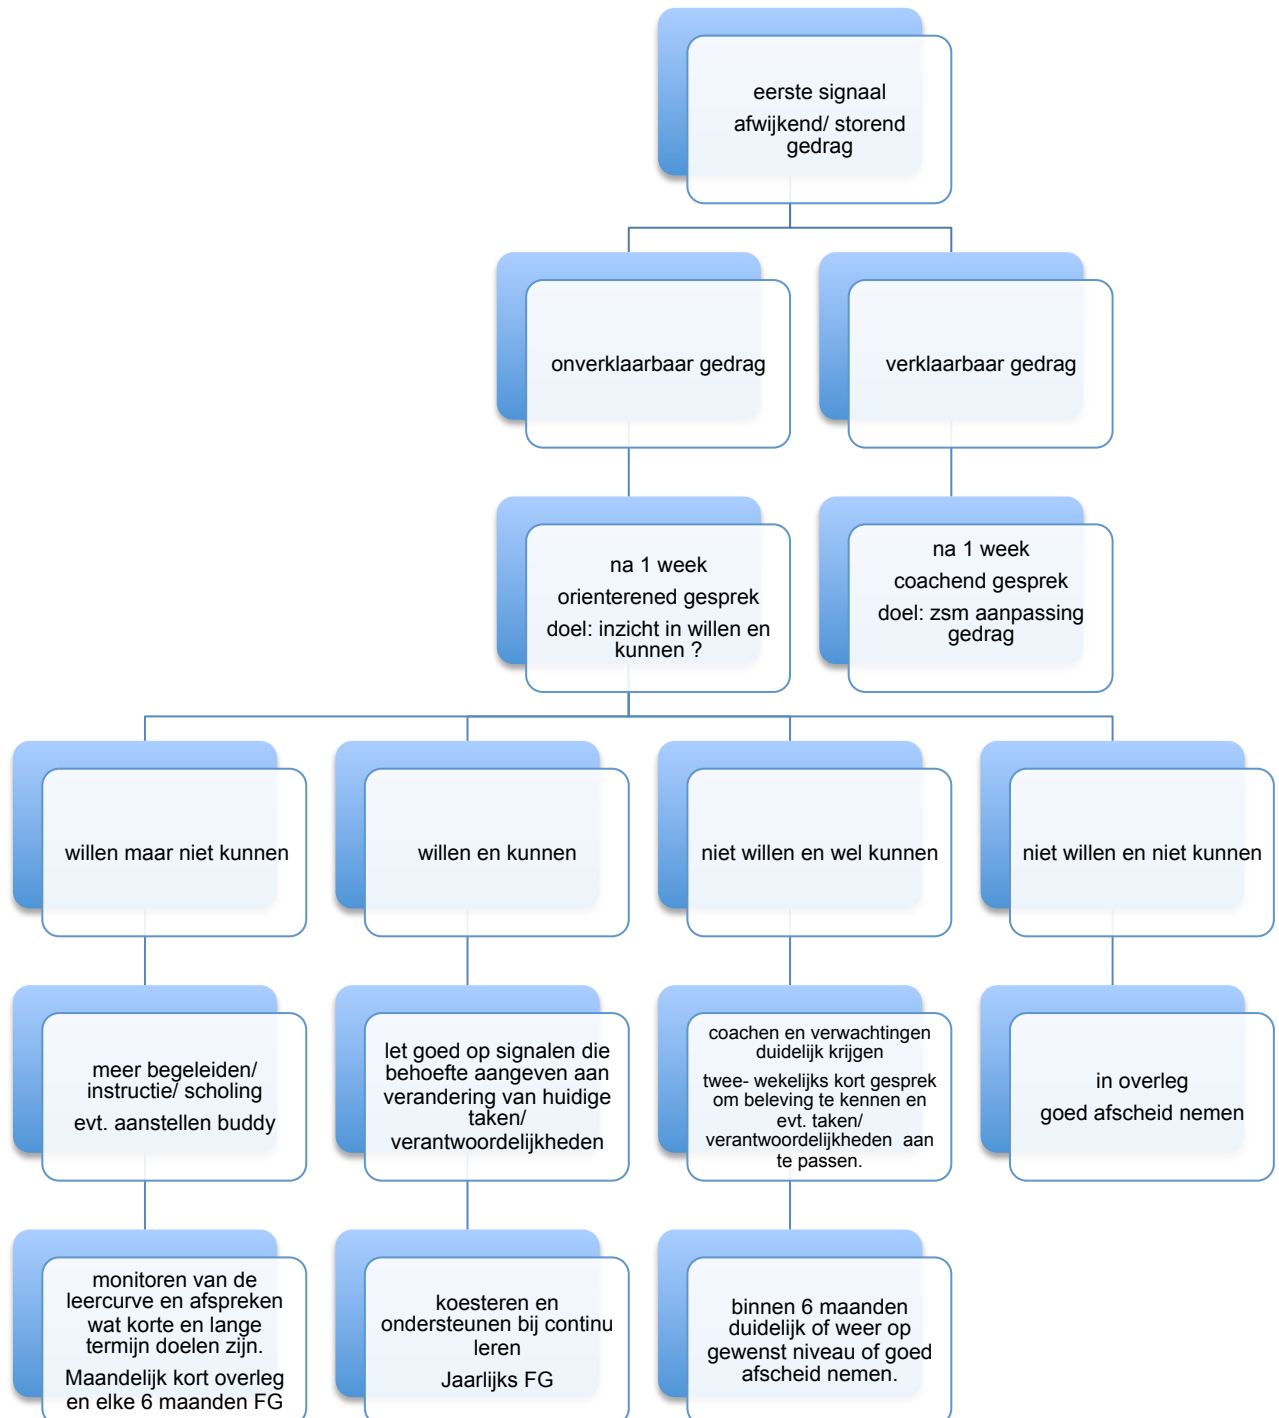 eerste signaal
afwijkend/ storend
gedrag
onverklaarbaar gedrag
verklaarbaar gedrag
na 1 week
orienterened gesprek
doel: inzicht in willen en
kunnen ?
na 1 week
coachend gesprek
doel: zsm aanpassing
gedrag
willen maar niet kunnen
willen en kunnen
niet willen en wel kunnen
niet willen en niet kunnen
meer begeleiden/
instructie/ scholing
evt. aanstellen buddy
let goed op signalen die
behoefte aangeven aan
verandering van huidige
taken/
verantwoordelijkheden
coachen en verwachtingen
duidelijk krijgen
twee- wekelijks kort gesprek
om beleving te kennen en
evt. taken/
verantwoordelijkheden  aan
te passen.
in overleg
goed afscheid nemen
monitoren van de
leercurve en afspreken
wat korte en lange
termijn doelen zijn.
Maandelijk kort overleg
en elke 6 maanden FG
koesteren en
ondersteunen bij continu
leren
Jaarlijks FG
binnen 6 maanden
duidelijk of weer op
gewenst niveau of goed
afscheid nemen.